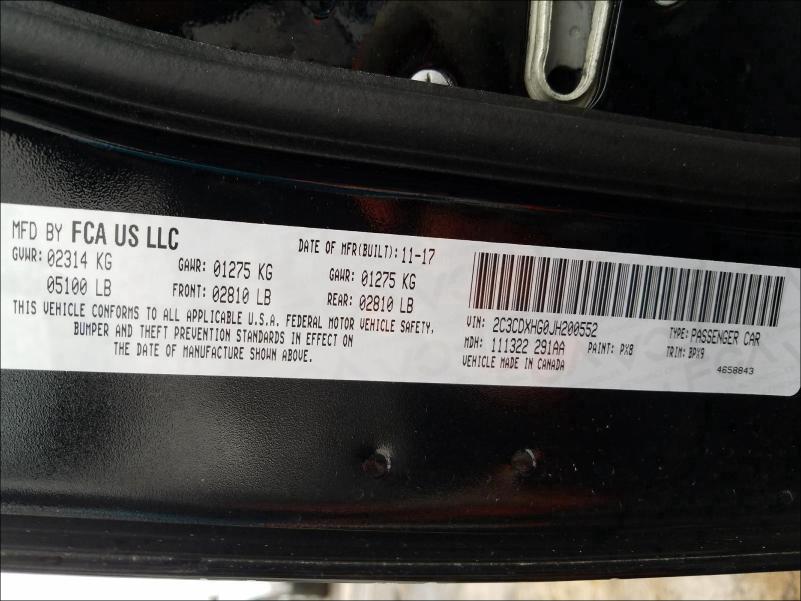 MFD BY FCA US LLC
DATE OF MFR(BUILT): 11-17
GVWR: 02314 KG
GAWR: 01275 KG
GAWR: 01275 KG
05100 LB
FRONT: 02810 LB
REAR: 02810 LB
THIS VEHICLE CONFORMS TO ALL APPLICABLE U.S.A. FEDERAL MOTOR VEHICLE SAFETY,
BUMPER AND THEFT PREVENTION STANDARDS IN EFFECT ON
THE DATE OF MANUFACTURE SHOWN ABOVE.
VIN: 2C3CDXHG0JH200552
TYPE: PASSENGER CAR
MDH: 111322 291AA
PAINT: PX8
TRIM: BPX9
VEHICLE MADE IN CANADA
4658843